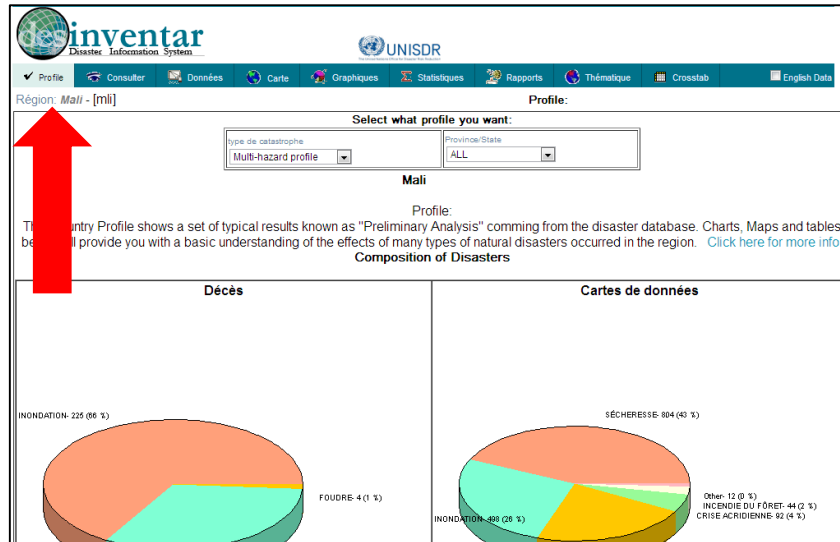 desinventar
Disaster Information System
UNISDR
Profile Consulter Données Carte Graphiques Statistiques Rapports Thématique Crosstab English Data
Région: Mali - [mli] Profile:
Select what profile you want:
type de catastrophe Province/State
Multi-hazard profile ALL
Mali
Profile:
ntry Profile shows a set of typical results known as "Preliminary Analysis" comming from the disaster database. Charts, Maps and tables
provide you with a basic understanding of the effects of many types of natural disasters occurred in the region. Click here for more info
Composition of Disasters
Décès Cartes de données
INONDATION- 225 (66 %)
FOUDRE- 4 (1 %)
SÉCHERESSE- 804 (43 %)
Other- 12 (0 %)
INCENDIE DU FÔRET- 44 (2 %)
CRISE ACRIDIENNE- 92 (4 %)
INONDATION- 498 (26 %)